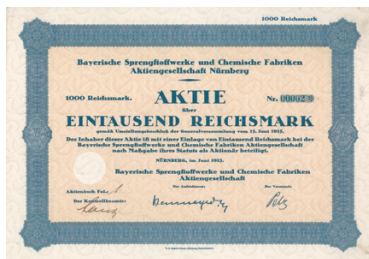 1000 Reichsmark
Bayerische Sprengstoffwerke und Chemische Fabriken
Aktiengesellschaft Nürnberg
1000 Reichsmark. AKTIE Nr.
über
EINTAUSEND REICHSMARK
gemäß Umstellungsbeschluß der Generalversammlung vom 15. Juni 1925.
Der Inhaber dieser Aktie ist mit einer Einlage von Eintausend Reichsmark bei der
Bayerische Sprengstoffwerke und Chemische Fabriken Aktiengesellschaft
nach Maßgabe ihres Statuts als Aktionär beteiligt.
NÜRNBERG, im Juni 1925.
Bayerische Sprengstoffwerke und Chemische Fabriken
Aktiengesellschaft
Aktienbuch Fol.
Der Kontrollbeamte:
Der Aufsichtsrat:
Der Vorstand: